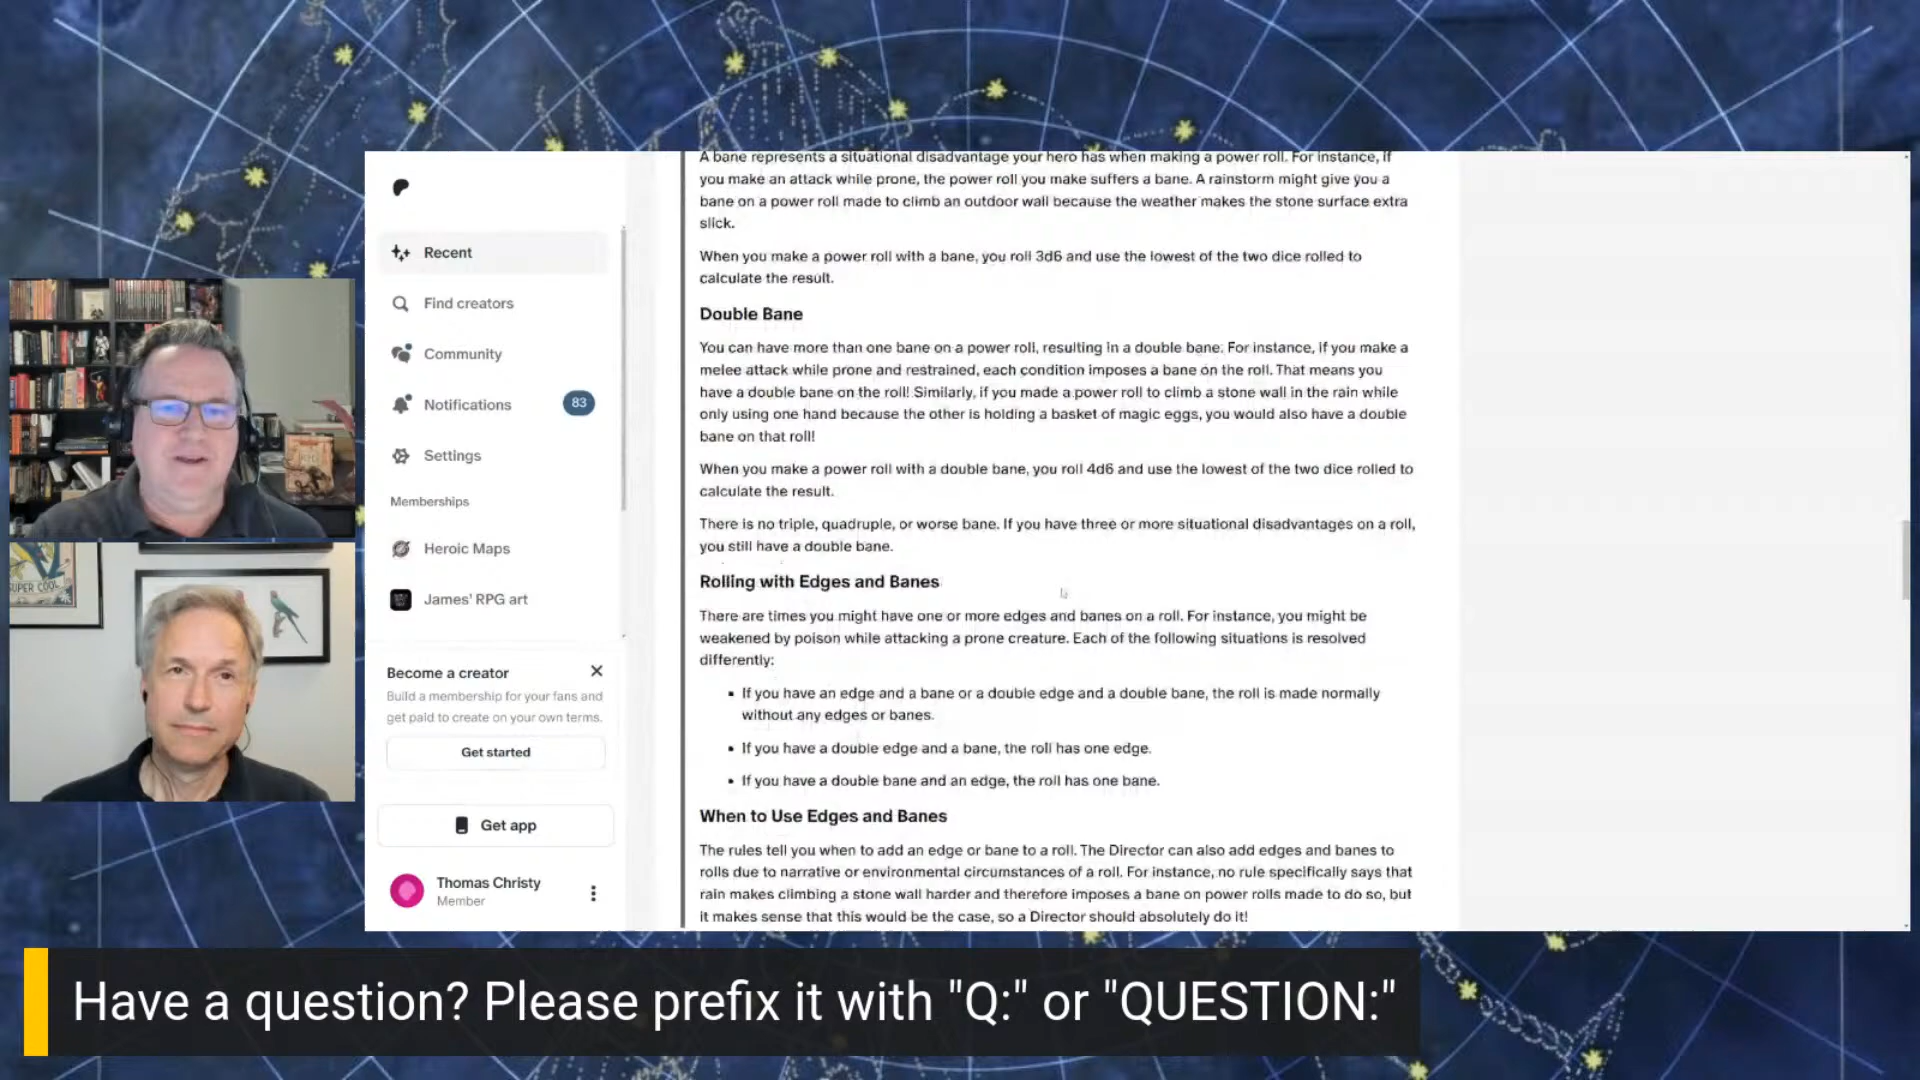 A bane represents a situational disadvantage your hero has when making a power roll. For instance, if
you make an attack while prone, the power roll you make suffers a bane. A rainstorm might give you a
bane on a power roll made to climb an outdoor wall because the weather makes the stone surface extra
slick.
When you make a power roll with a bane, you roll 3d6 and use the lowest of the two dice rolled to
calculate the result.
Double Bane
You can have more than one bane on a power roll, resulting in a double bane. For instance, if you make a
melee attack while prone and restrained, each condition imposes a bane on the roll. That means you
have a double bane on the roll! Similarly, if you made a power roll to climb a stone wall in the rain while
only using one hand because the other is holding a basket of magic eggs, you would also have a double
bane on that roll!
When you make a power roll with a double bane, you roll 4d6 and use the lowest of the two dice rolled to
calculate the result.
There is no triple, quadruple, or worse bane. If you have three or more situational disadvantages on a roll,
you still have a double bane.
Rolling with Edges and Banes
There are times you might have one or more edges and banes on a roll. For instance, you might be
weakened by poison while attacking a prone creature. Each of the following situations is resolved
differently:
▪ If you have an edge and a bane or a double edge and a double bane, the roll is made normally
without any edges or banes.
▪ If you have a double edge and a bane, the roll has one edge.
▪ If you have a double bane and an edge, the roll has one bane.
When to Use Edges and Banes
The rules tell you when to add an edge or bane to a roll. The Director can also add edges and banes to
rolls due to narrative or environmental circumstances of a roll. For instance, no rule specifically says that
rain makes climbing a stone wall harder and therefore imposes a bane on power rolls made to do so, but
it makes sense that this would be the case, so a Director should absolutely do it!
Recent
Find creators
Community
Notifications 83
Settings
Memberships
Heroic Maps
James' RPG art
Become a creator
Build a membership for your fans and
get paid to create on your own terms.
Get started
Get app
Thomas Christy
Member
SUPER COOL
Have a question? Please prefix it with "Q:" or "QUESTION:"